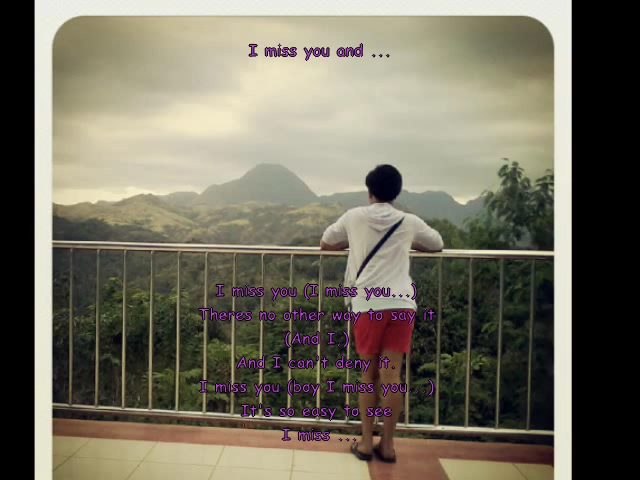 I miss you and ...
I miss you (I miss you...)
Theres no other way to say it
(And I )
And I can't deny it.
I miss you (boy I miss you...)
It's so easy to see
I miss ...